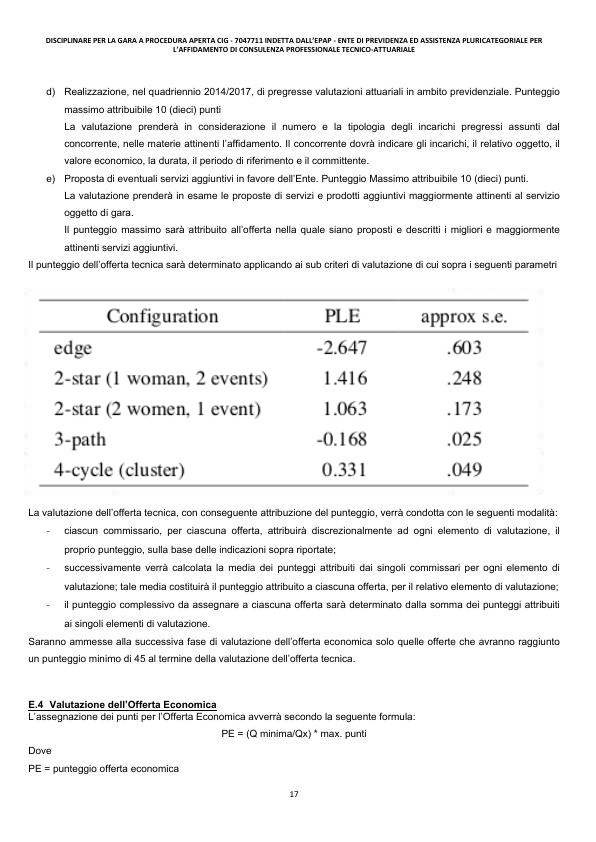 DISCIPLINARE PER LA GARA A PROCEDURA APERTA CIG - 7047711 INDETTA DALL'EPAP - ENTE DI PREVIDENZA ED ASSISTENZA PLURICATEGORIALE PER
L'AFFIDAMENTO DI CONSULENZA PROFESSIONALE TECNICO-ATTUARIALE
d) Realizzazione, nel quadriennio 2014/2017, di pregresse valutazioni attuariali in ambito previdenziale. Punteggio
massimo attribuibile 10 (dieci) punti
La valutazione prenderà in considerazione il numero e la tipologia degli incarichi pregressi assunti dal
concorrente, nelle materie attinenti l'affidamento. Il concorrente dovrà indicare gli incarichi, il relativo oggetto, il
valore economico, la durata, il periodo di riferimento e il committente.
e) Proposta di eventuali servizi aggiuntivi in favore dell'Ente. Punteggio Massimo attribuibile 10 (dieci) punti.
La valutazione prenderà in esame le proposte di servizi e prodotti aggiuntivi maggiormente attinenti al servizio
oggetto di gara.
Il punteggio massimo sarà attribuito all'offerta nella quale siano proposti e descritti i migliori e maggiormente
attinenti servizi aggiuntivi.
Il punteggio dell'offerta tecnica sarà determinato applicando ai sub criteri di valutazione di cui sopra i seguenti parametri
Configuration PLE approx s.e.
edge -2.647 .603
2-star (1 woman, 2 events) 1.416 .248
2-star (2 women, 1 event) 1.063 .173
3-path -0.168 .025
4-cycle (cluster) 0.331 .049
La valutazione dell'offerta tecnica, con conseguente attribuzione del punteggio, verrà condotta con le seguenti modalità:
- ciascun commissario, per ciascuna offerta, attribuirà discrezionalmente ad ogni elemento di valutazione, il
proprio punteggio, sulla base delle indicazioni sopra riportate;
- successivamente verrà calcolata la media dei punteggi attribuiti dai singoli commissari per ogni elemento di
valutazione; tale media costituirà il punteggio attribuito a ciascuna offerta, per il relativo elemento di valutazione;
- il punteggio complessivo da assegnare a ciascuna offerta sarà determinato dalla somma dei punteggi attribuiti
ai singoli elementi di valutazione.
Saranno ammesse alla successiva fase di valutazione dell'offerta economica solo quelle offerte che avranno raggiunto
un punteggio minimo di 45 al termine della valutazione dell'offerta tecnica.
E.4 Valutazione dell'Offerta Economica
L'assegnazione dei punti per l'Offerta Economica avverrà secondo la seguente formula:
PE = (Q minima/Qx) * max. punti
Dove
PE = punteggio offerta economica
17